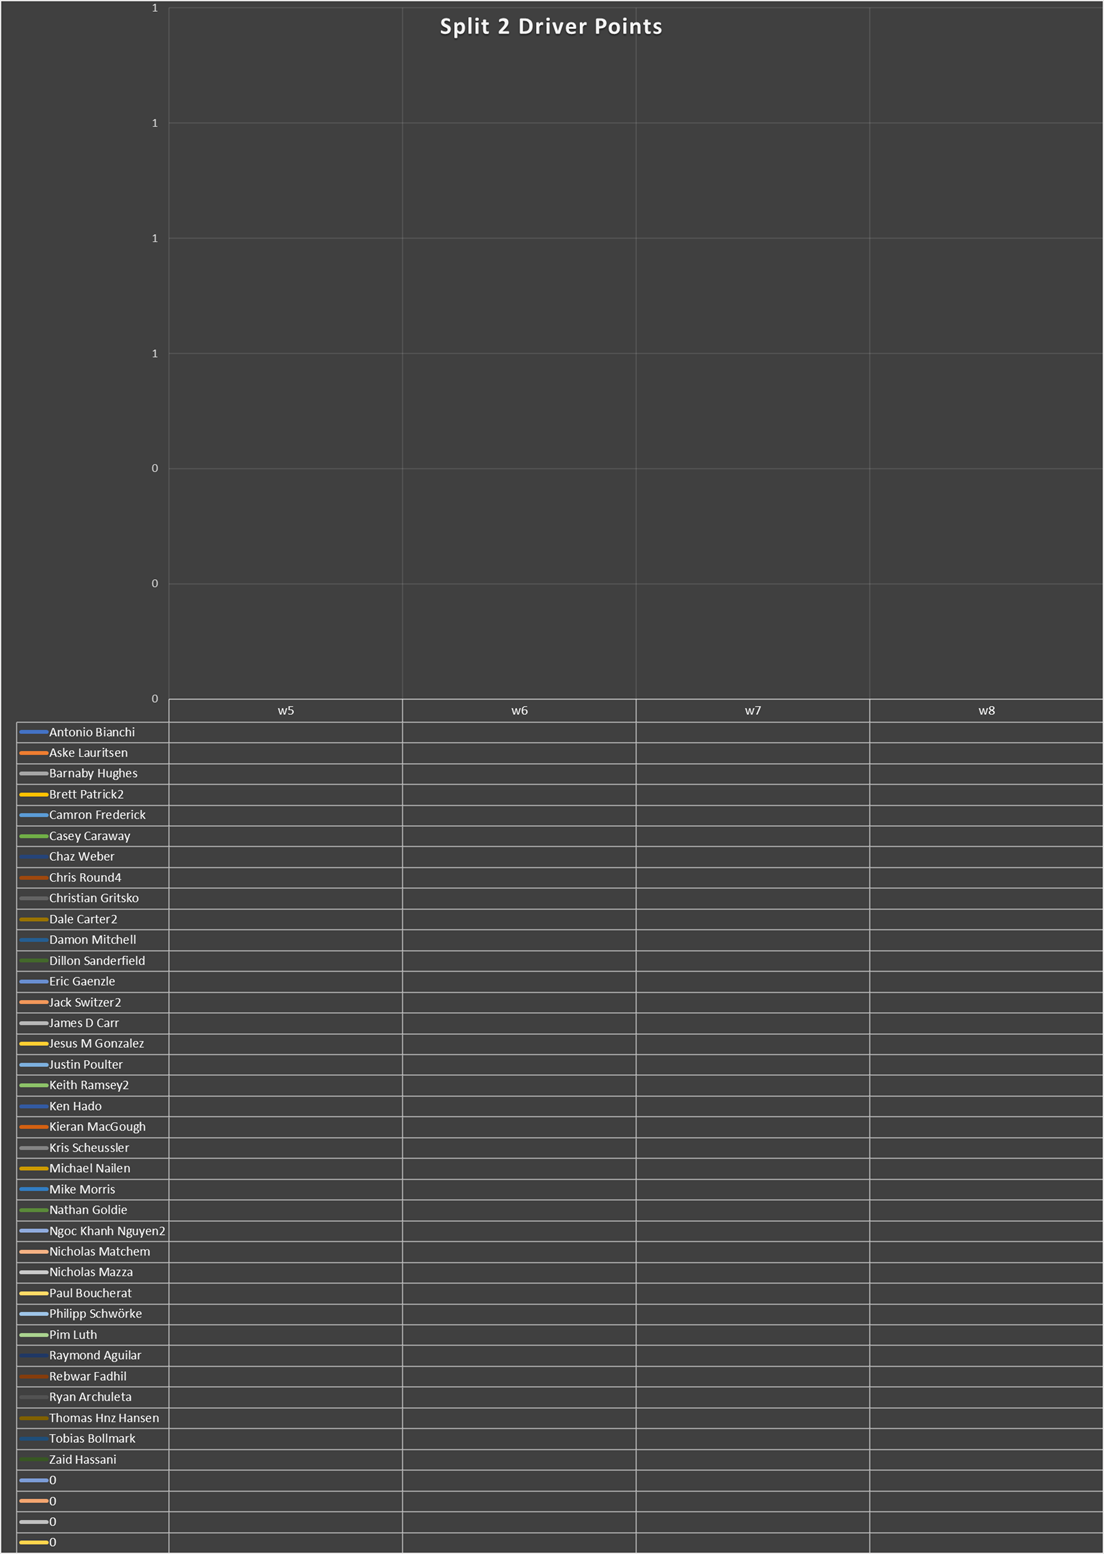 Split 2 Driver Points
1
1
1
1
0
0
0
w5 w6 w7 w8
Antonio Bianchi
Aske Lauritsen
Barnaby Hughes
Brett Patrick2
Camron Frederick
Casey Caraway
Chaz Weber
Chris Round4
Christian Gritsko
Dale Carter2
Damon Mitchell
Dillon Sanderfield
Eric Gaenzle
Jack Switzer2
James D Carr
Jesus M Gonzalez
Justin Poulter
Keith Ramsey2
Ken Hado
Kieran MacGough
Kris Scheussler
Michael Nailen
Mike Morris
Nathan Goldie
Ngoc Khanh Nguyen2
Nicholas Matchem
Nicholas Mazza
Paul Boucherat
Philipp Schwörke
Pim Luth
Raymond Aguilar
Rebwar Fadhil
Ryan Archuleta
Thomas Hnz Hansen
Tobias Bollmark
Zaid Hassani
0
0
0
0